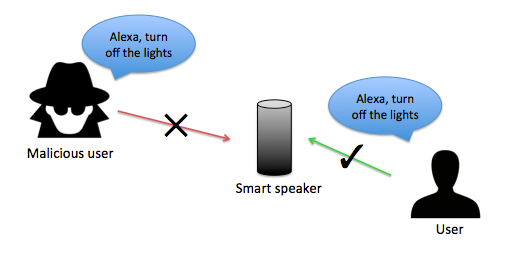 Alexa, turn
off the lights
Malicious user
Alexa, turn
off the lights
Smart speaker
User